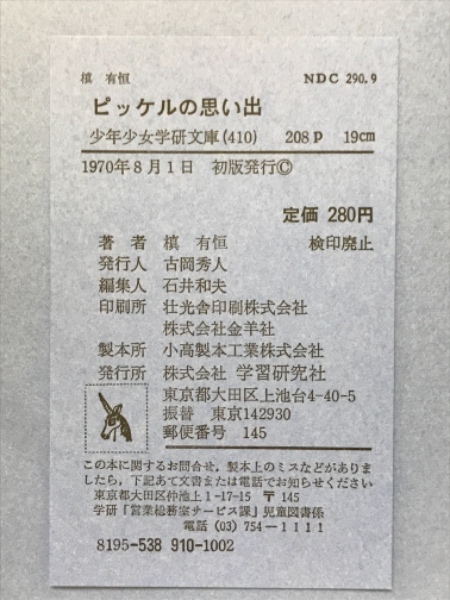 槙 有恒 NDC 290.9
ピッケルの思い出
少年少女学研文庫(410) 208p 19cm
1970年8月1日 初版発行Ⓒ
定価 280円
著者 槙 有恒 検印廃止
発行人 古岡秀人
編集人 石井和夫
印刷所 壮光舎印刷株式会社
株式会社金羊社
製本所 小高製本工業株式会社
発行所 株式会社 学習研究社
東京都大田区上池台4-40-5
振替 東京142930
郵便番号 145
この本に関するお問合せ，製本上のミスなどがありま
したら，下記あて文書または電話でお知らせください
東京都大田区仲池上1-17-15 〒145
学研『営業総務室サービス課』児童図書係
電話 (03) 754-1111
8195-538 910-1002